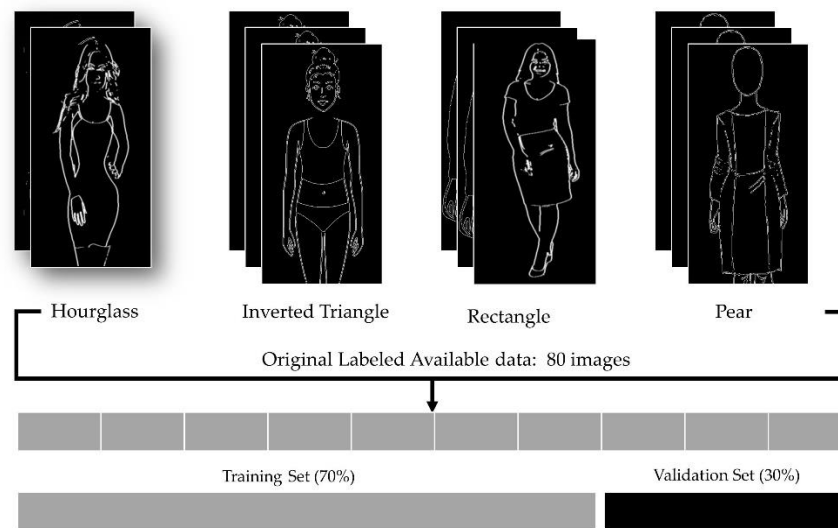 Hourglass
Inverted Triangle
Rectangle
Pear
Original Labeled Available data: 80 images
Training Set (70%)
Validation Set (30%)